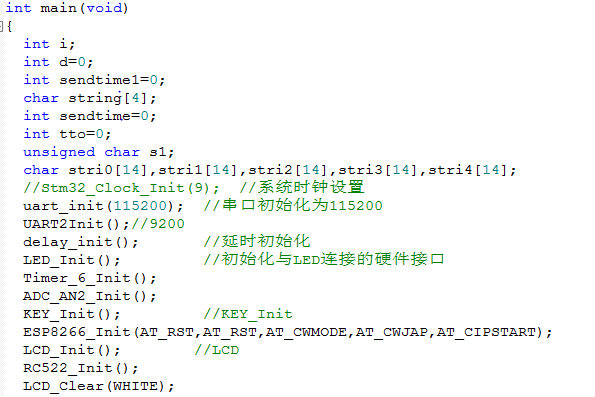 int main(void)
{
int i;
int d=0;
int sendtime1=0;
char string[4];
int sendtime=0;
int tto=0;
unsigned char s1;
char stri0[14],stri1[14],stri2[14],stri3[14],stri4[14];
//Stm32_Clock_Init(9);  //系统时钟设置
uart_init(115200);  //串口初始化为115200
UART2Init();//9200
delay_init();       //延时初始化
LED_Init();         //初始化与LED连接的硬件接口
Timer_6_Init();
ADC_AN2_Init();
KEY_Init();         //KEY_Init
ESP8266_Init(AT_RST,AT_RST,AT_CWMODE,AT_CWJAP,AT_CIPSTART);
LCD_Init();        //LCD
RC522_Init();
LCD_Clear(WHITE);